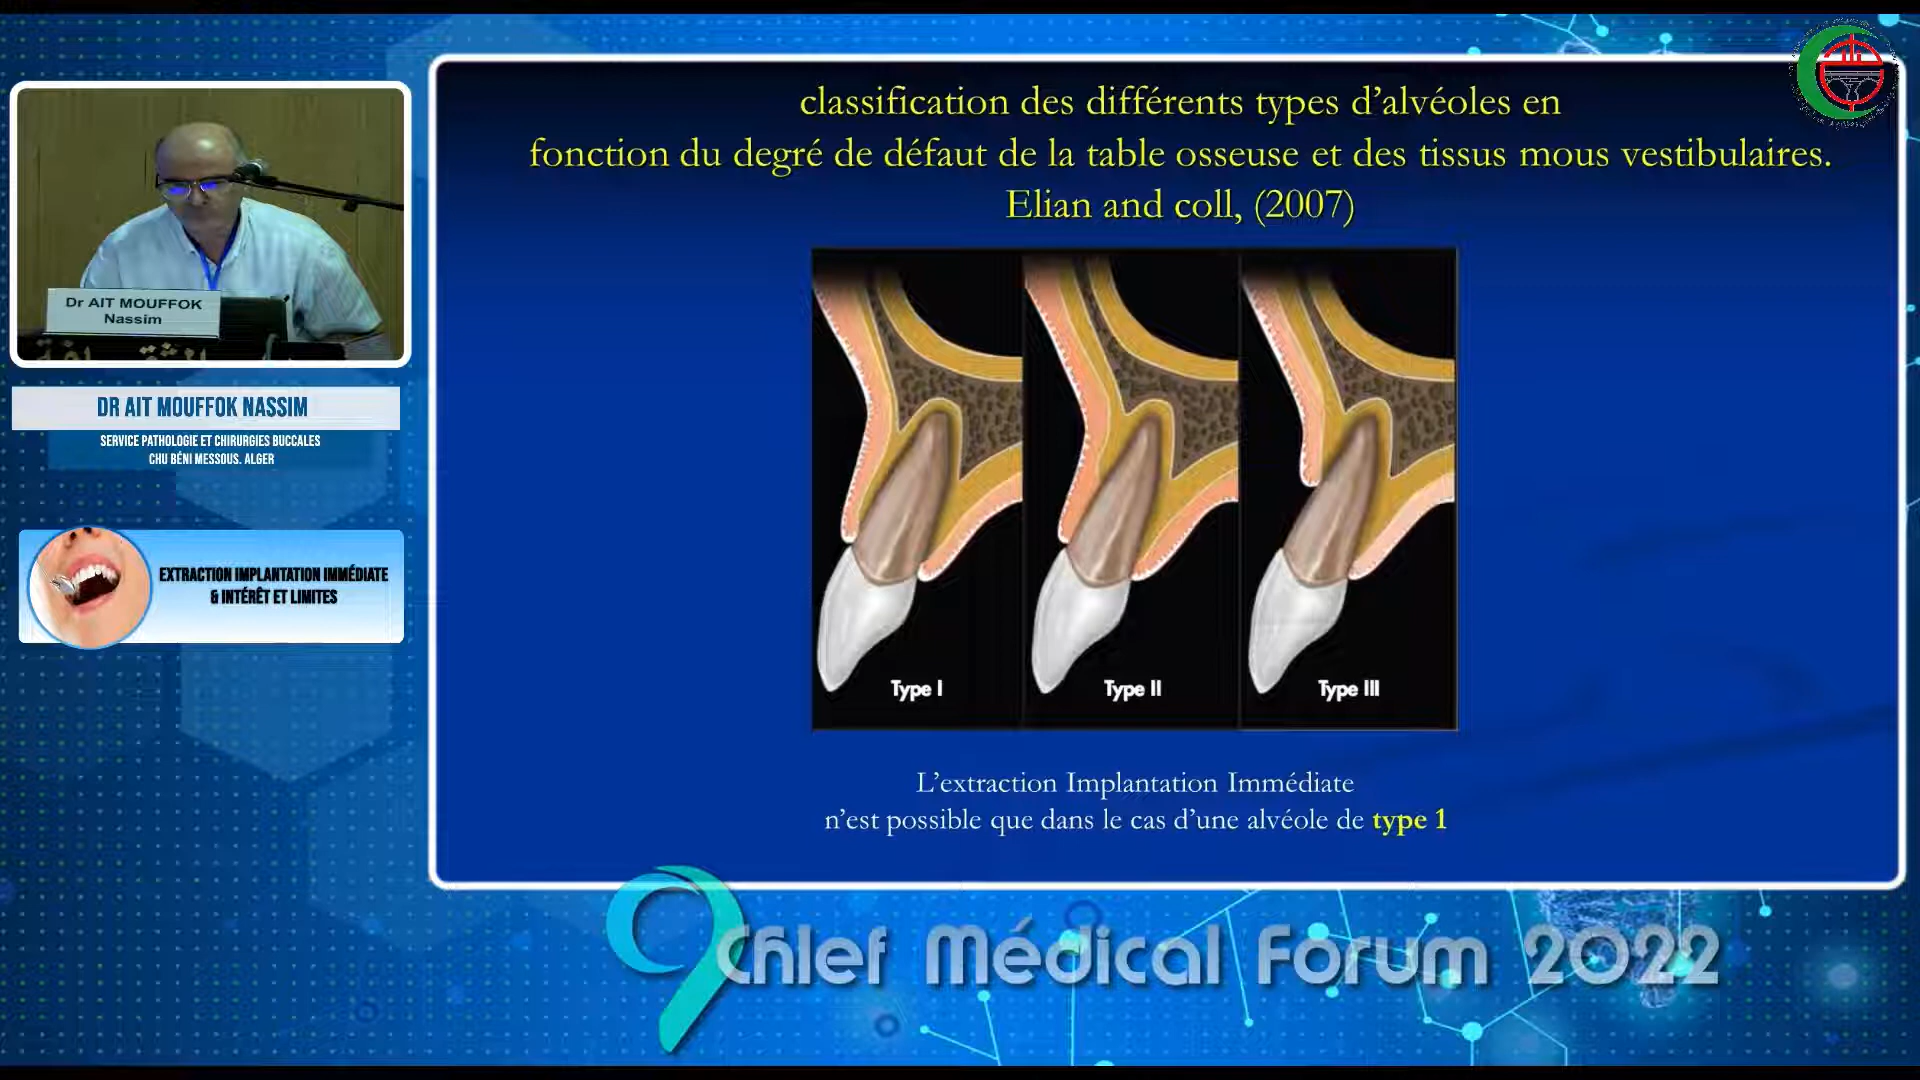 classification des différents types d’alvéoles en
fonction du degré de défaut de la table osseuse et des tissus mous vestibulaires.
Elian and coll, (2007)
Dr AIT MOUFFOK
Nassim
DR AIT MOUFFOK NASSIM
SERVICE PATHOLOGIE ET CHIRURGIES BUCCALES
CHU BÉNI MESSOUS. ALGER
EXTRACTION IMPLANTATION IMMÉDIATE
& INTÉRÊT ET LIMITES
Type I
Type II
Type III
L’extraction Implantation Immédiate
n’est possible que dans le cas d’une alvéole de type 1
9 Chlef Médical Forum 2022